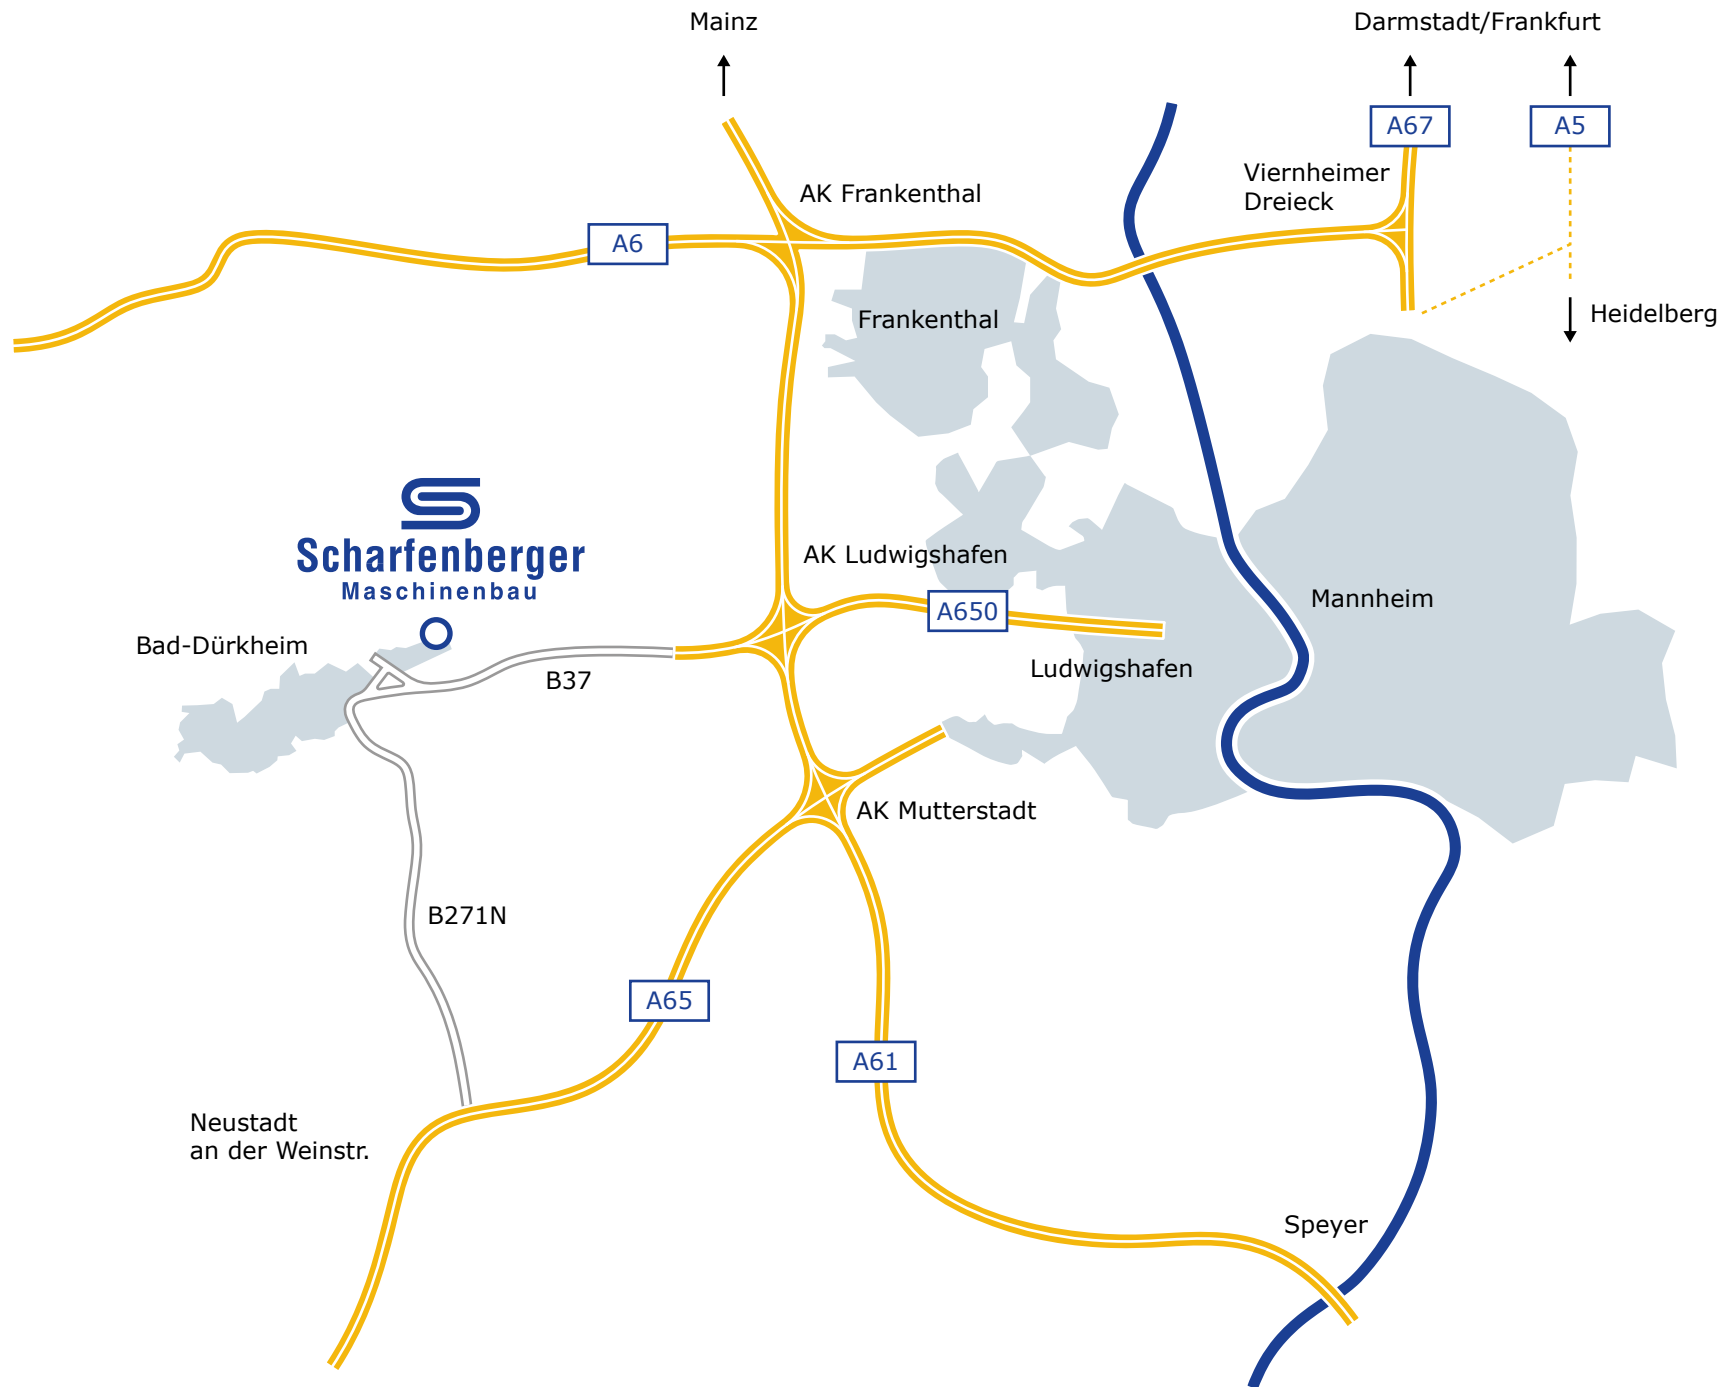 Mainz
Darmstadt/Frankfurt
A67
A5
Viernheimer
Dreieck
AK Frankenthal
A6
Heidelberg
Frankenthal
Scharfenberger
Maschinenbau
AK Ludwigshafen
A650
Mannheim
Bad-Dürkheim
B37
Ludwigshafen
AK Mutterstadt
B271N
A65
A61
Neustadt
an der Weinstr.
Speyer